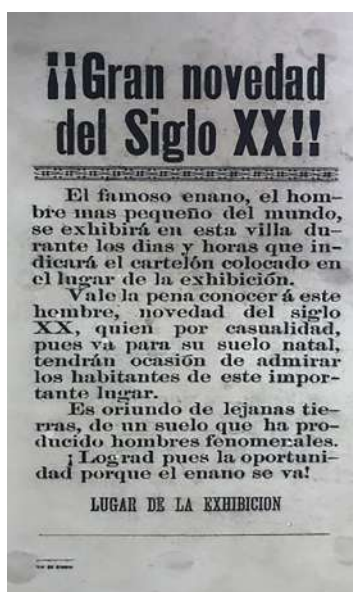 ¡¡Gran novedad
del Siglo XX!!
El famoso enano, el hom-
bre mas pequeño del mundo,
se exhibirá en esta villa du-
rante los dias y horas que in-
dicará el cartelón colocado en
el lugar de la exhibición.
Vale la pena conocer á este
hombre, novedad del siglo
XX, quien por casualidad,
pues va para su suelo natal,
tendrán ocasión de admirar
los habitantes de este impor-
tante lugar.
Es oriundo de lejanas tie-
rras, de un suelo que ha pro-
ducido hombres fenomenales.
¡Lograd pues la oportuni-
dad porque el enano se va!
LUGAR DE LA EXHIBICION